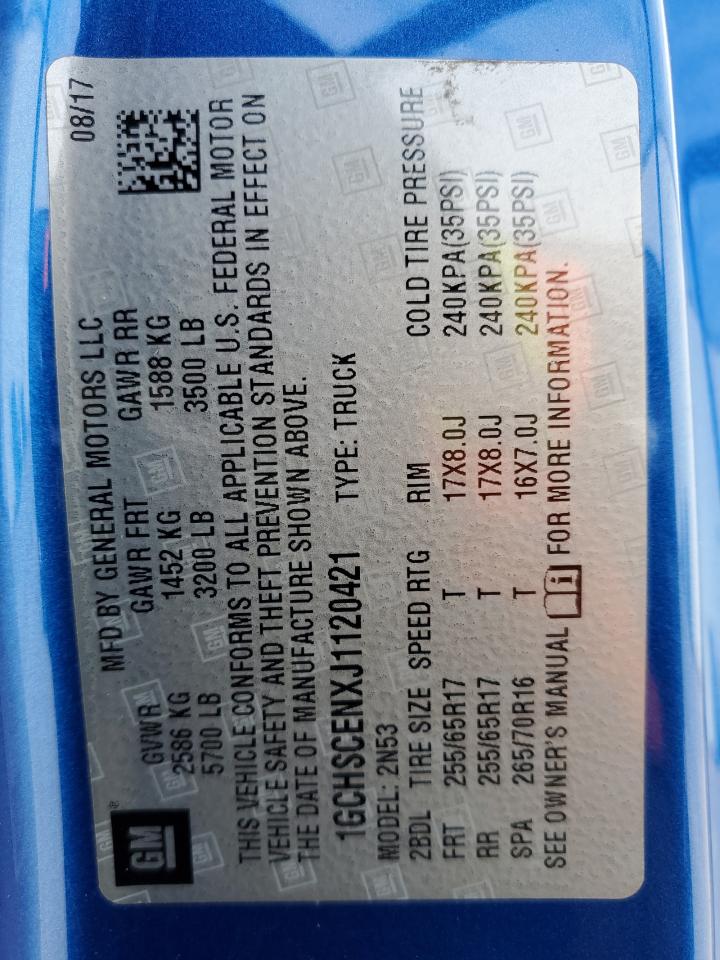 GM®
MFD BY GENERAL MOTORS LLC 08/17
GVWR GAWR FRT GAWR RR
2586 KG 1452 KG 1588 KG
5700 LB 3200 LB 3500 LB
THIS VEHICLE CONFORMS TO ALL APPLICABLE U.S. FEDERAL MOTOR
VEHICLE SAFETY AND THEFT PREVENTION STANDARDS IN EFFECT ON
THE DATE OF MANUFACTURE SHOWN ABOVE.
1GCHSCENXJ1120421 TYPE: TRUCK
MODEL: 2N53
2BDL TIRE SIZE SPEED RTG RIM COLD TIRE PRESSURE
FRT 255/65R17 T 17X8.0J 240KPA(35PSI)
RR 255/65R17 T 17X8.0J 240KPA(35PSI)
SPA 265/70R16 T 16X7.0J 240KPA(35PSI)
SEE OWNER'S MANUAL i FOR MORE INFORMATION.